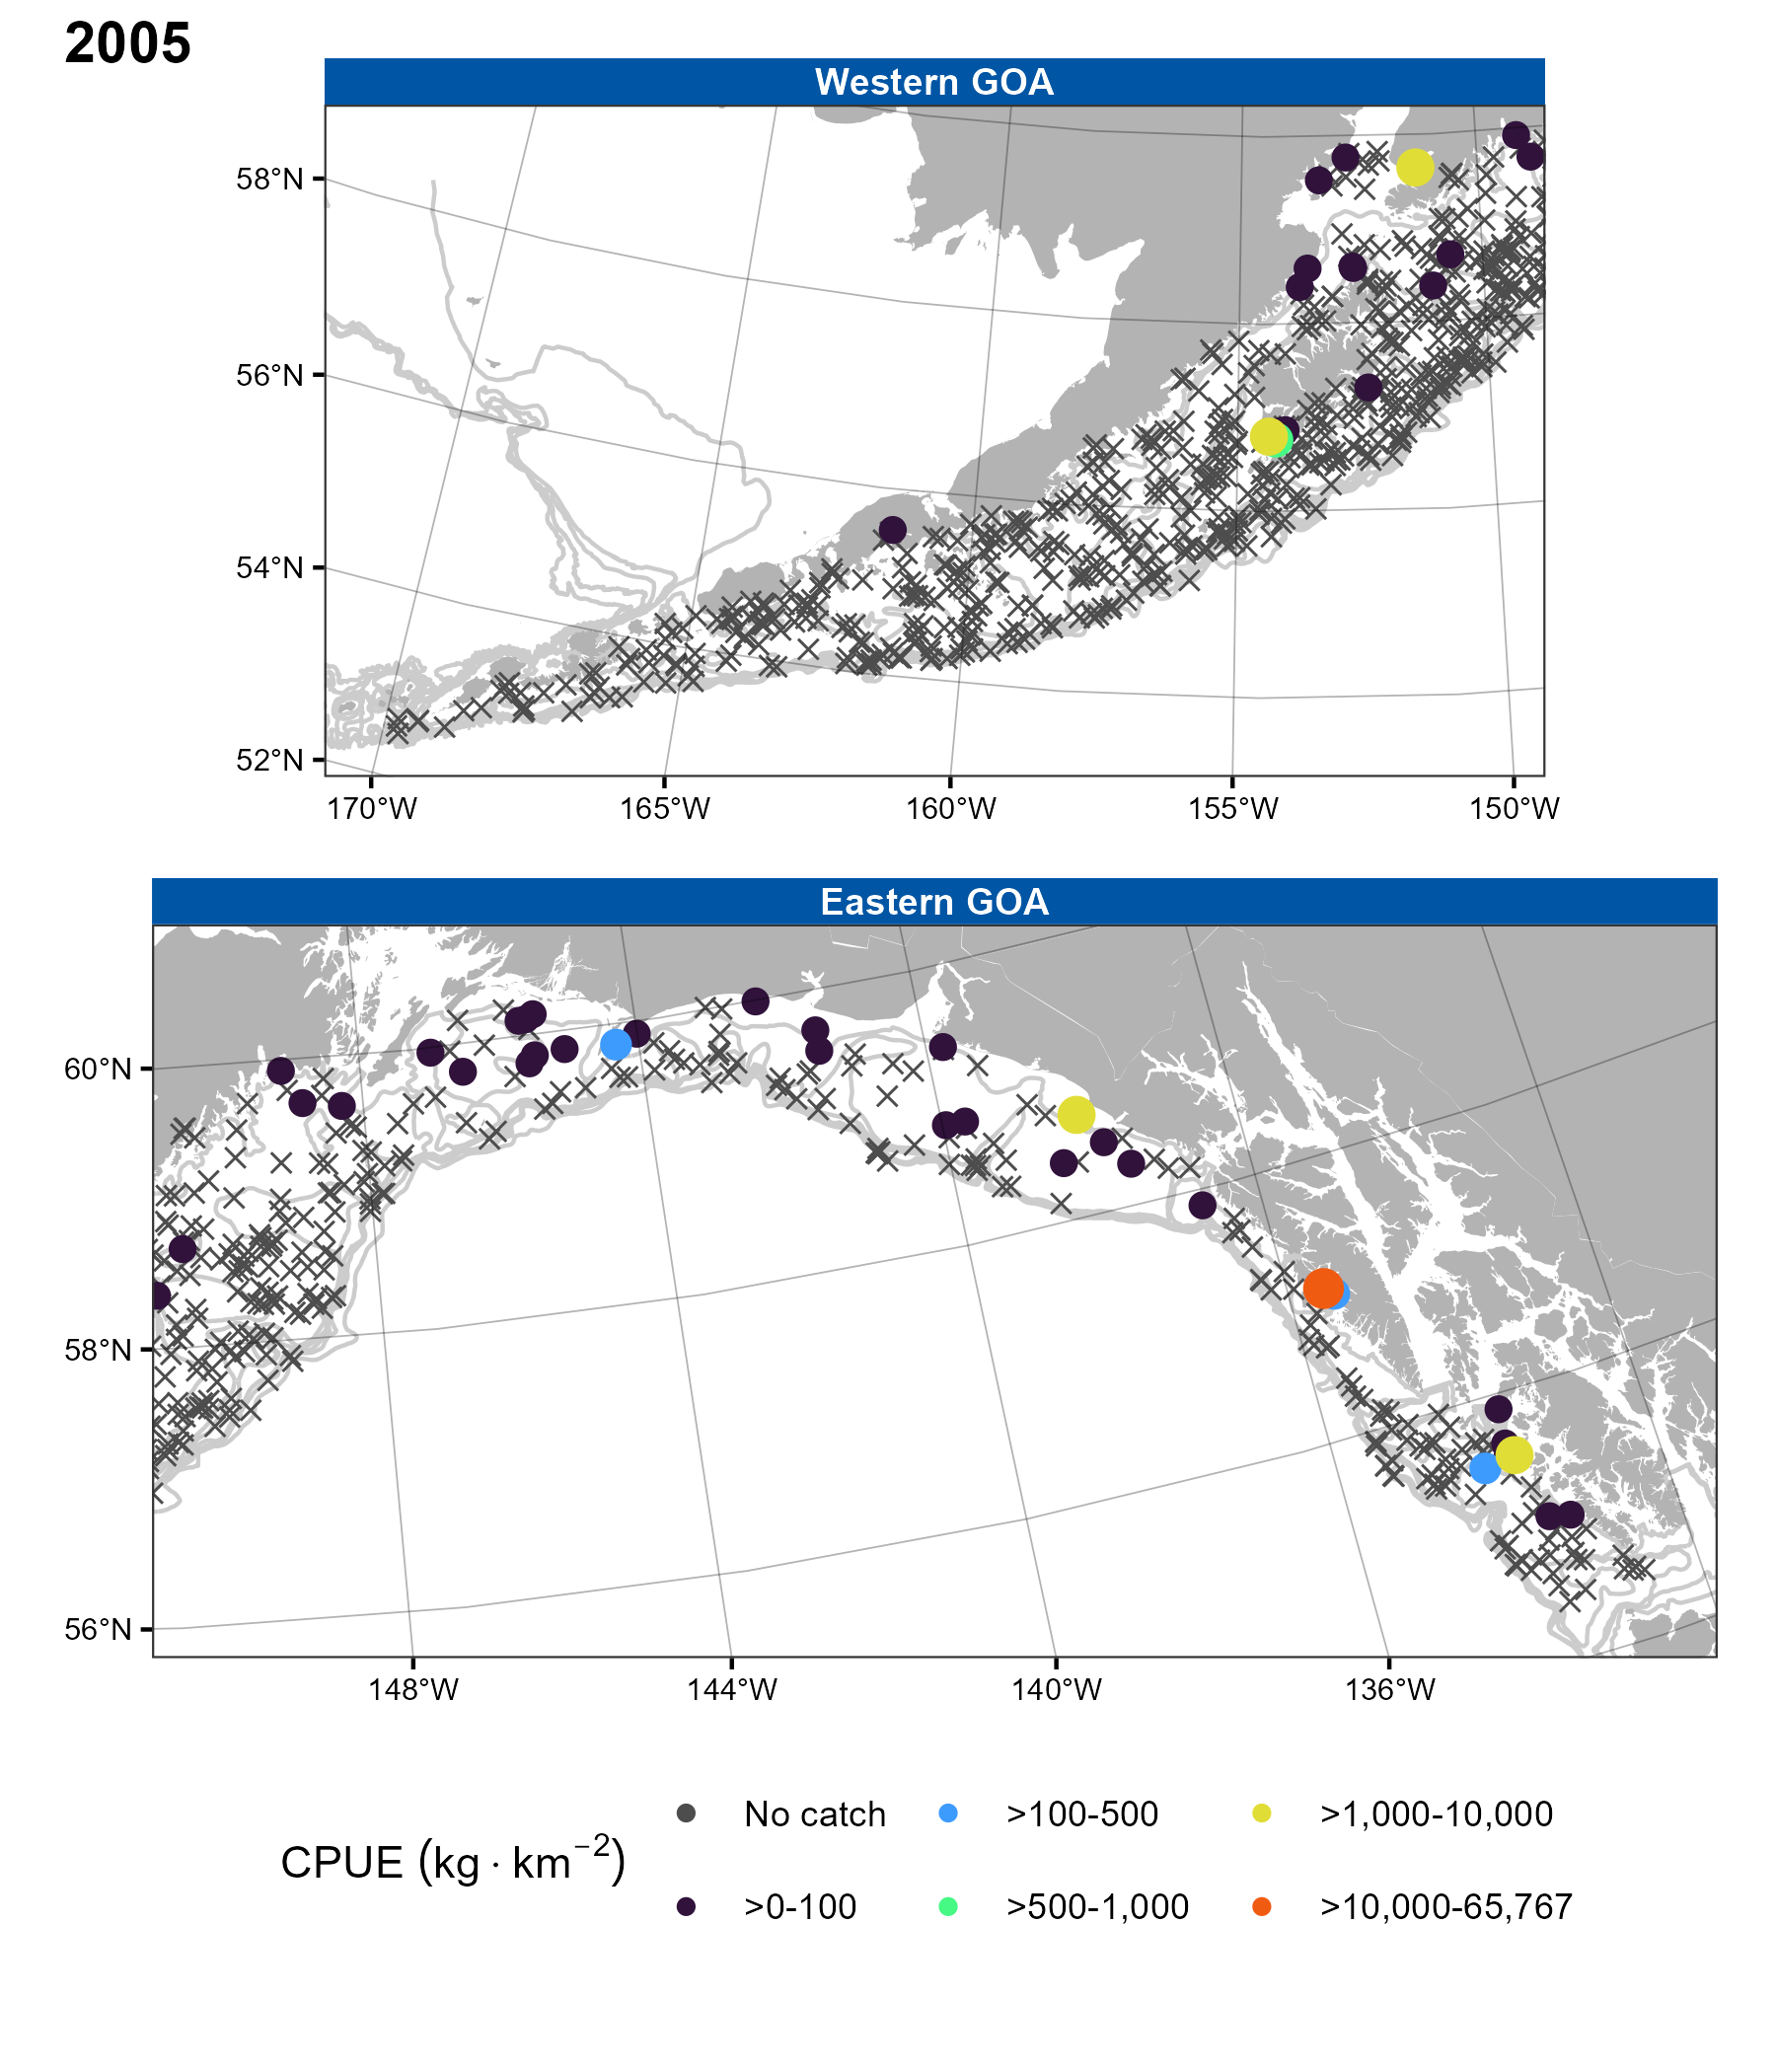 2005
Western GOA
58°N
56°N
54°N
52°N
170°W 165°W 160°W 155°W 150°W
Eastern GOA
60°N
58°N
56°N
148°W 144°W 140°W 136°W
CPUE (kg · km⁻²)
No catch >100-500 >1,000-10,000
>0-100 >500-1,000 >10,000-65,767